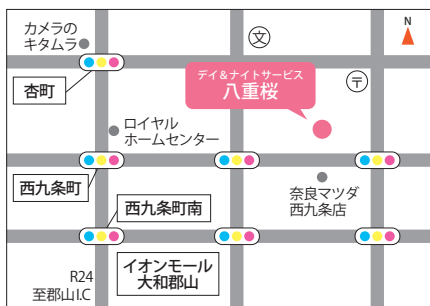 カメラの
キタムラ
文
N
デイ&ナイトサービス
八重桜
〒
杏町
ロイヤル
ホームセンター
西九条町
奈良マツダ
西九条店
西九条町南
イオンモール
大和郡山
R24
至郡山I.C